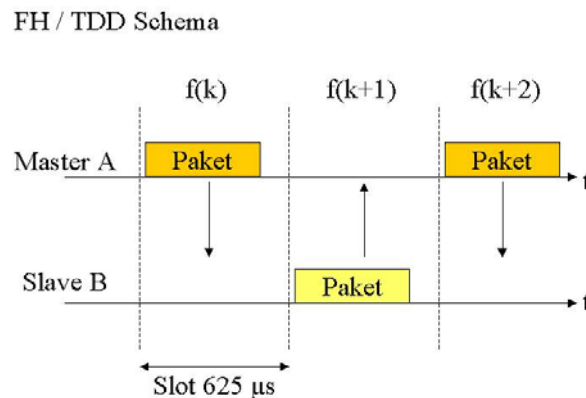 FH / TDD Schema
f(k) f(k+1) f(k+2)
Master A Paket Paket t
Slave B Paket t
Slot 625 µs